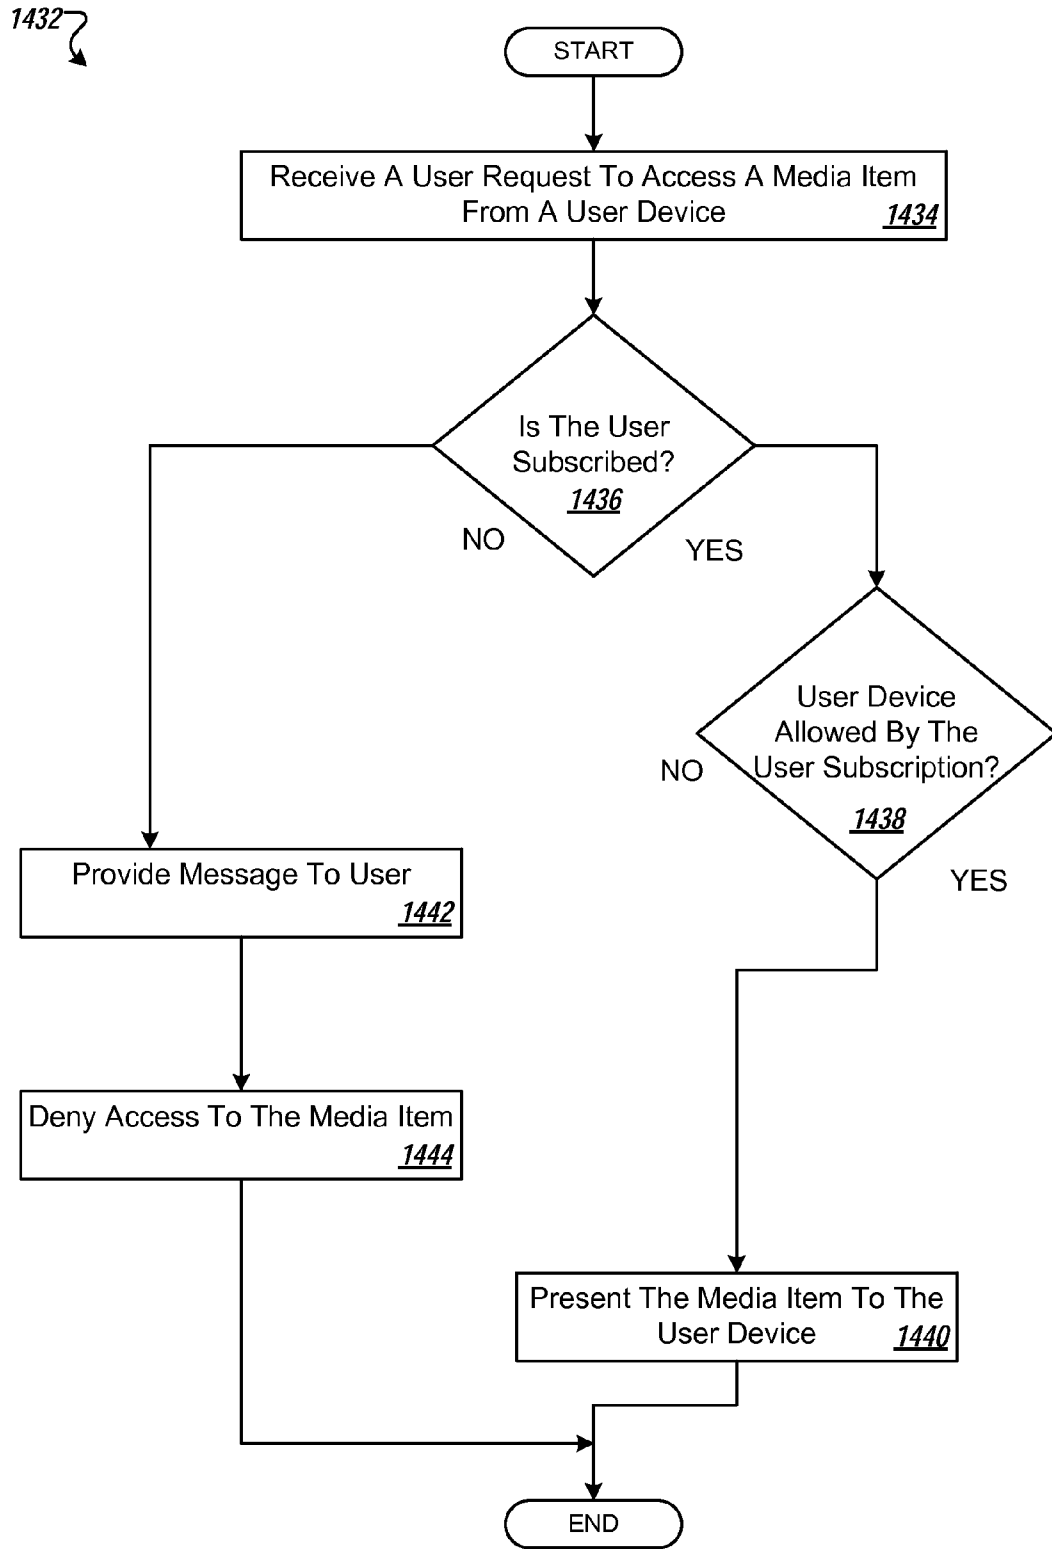 1432
START
Receive A User Request To Access A Media Item
From A User Device
1434
Is The User
Subscribed?
1436
NO
YES
User Device
Allowed By The
User Subscription?
1438
NO
YES
Provide Message To User
1442
Deny Access To The Media Item
1444
Present The Media Item To The
User Device
1440
END